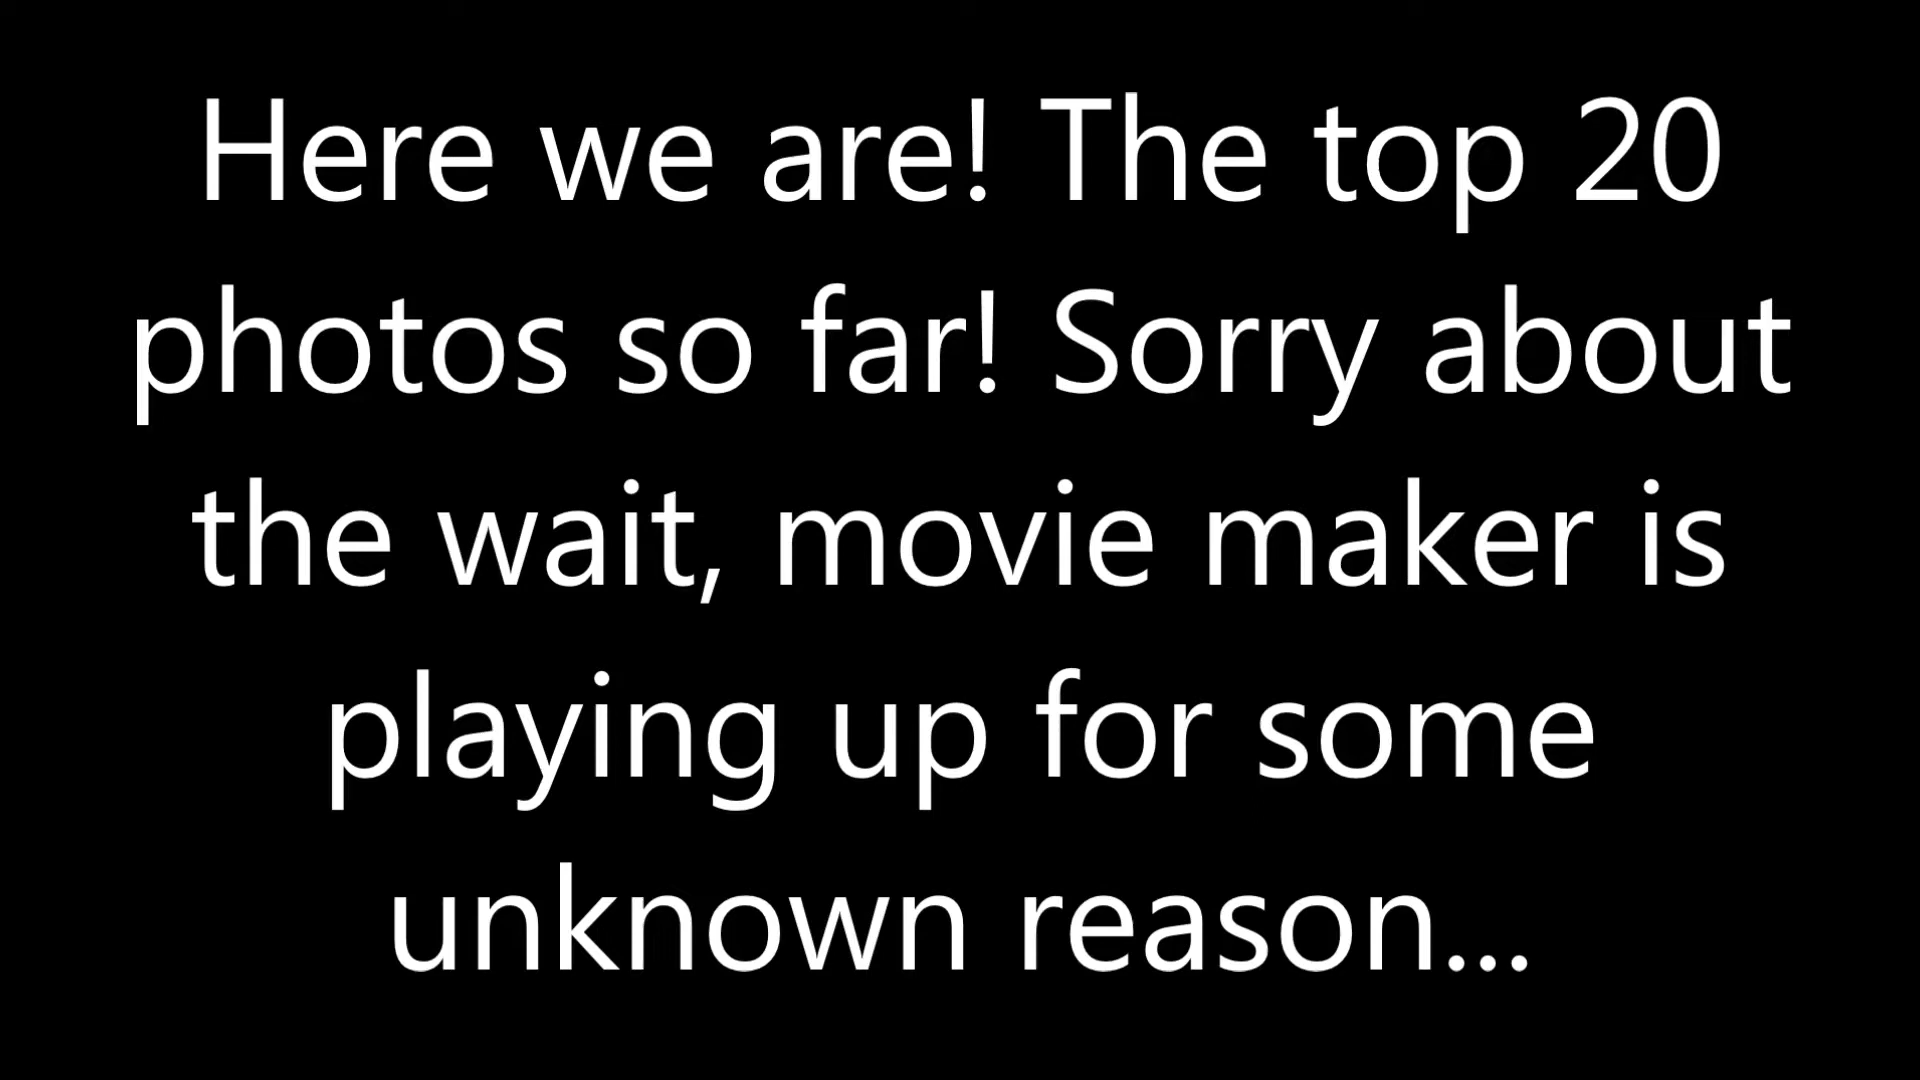 Here we are! The top 20
photos so far! Sorry about
the wait, movie maker is
playing up for some
unknown reason...